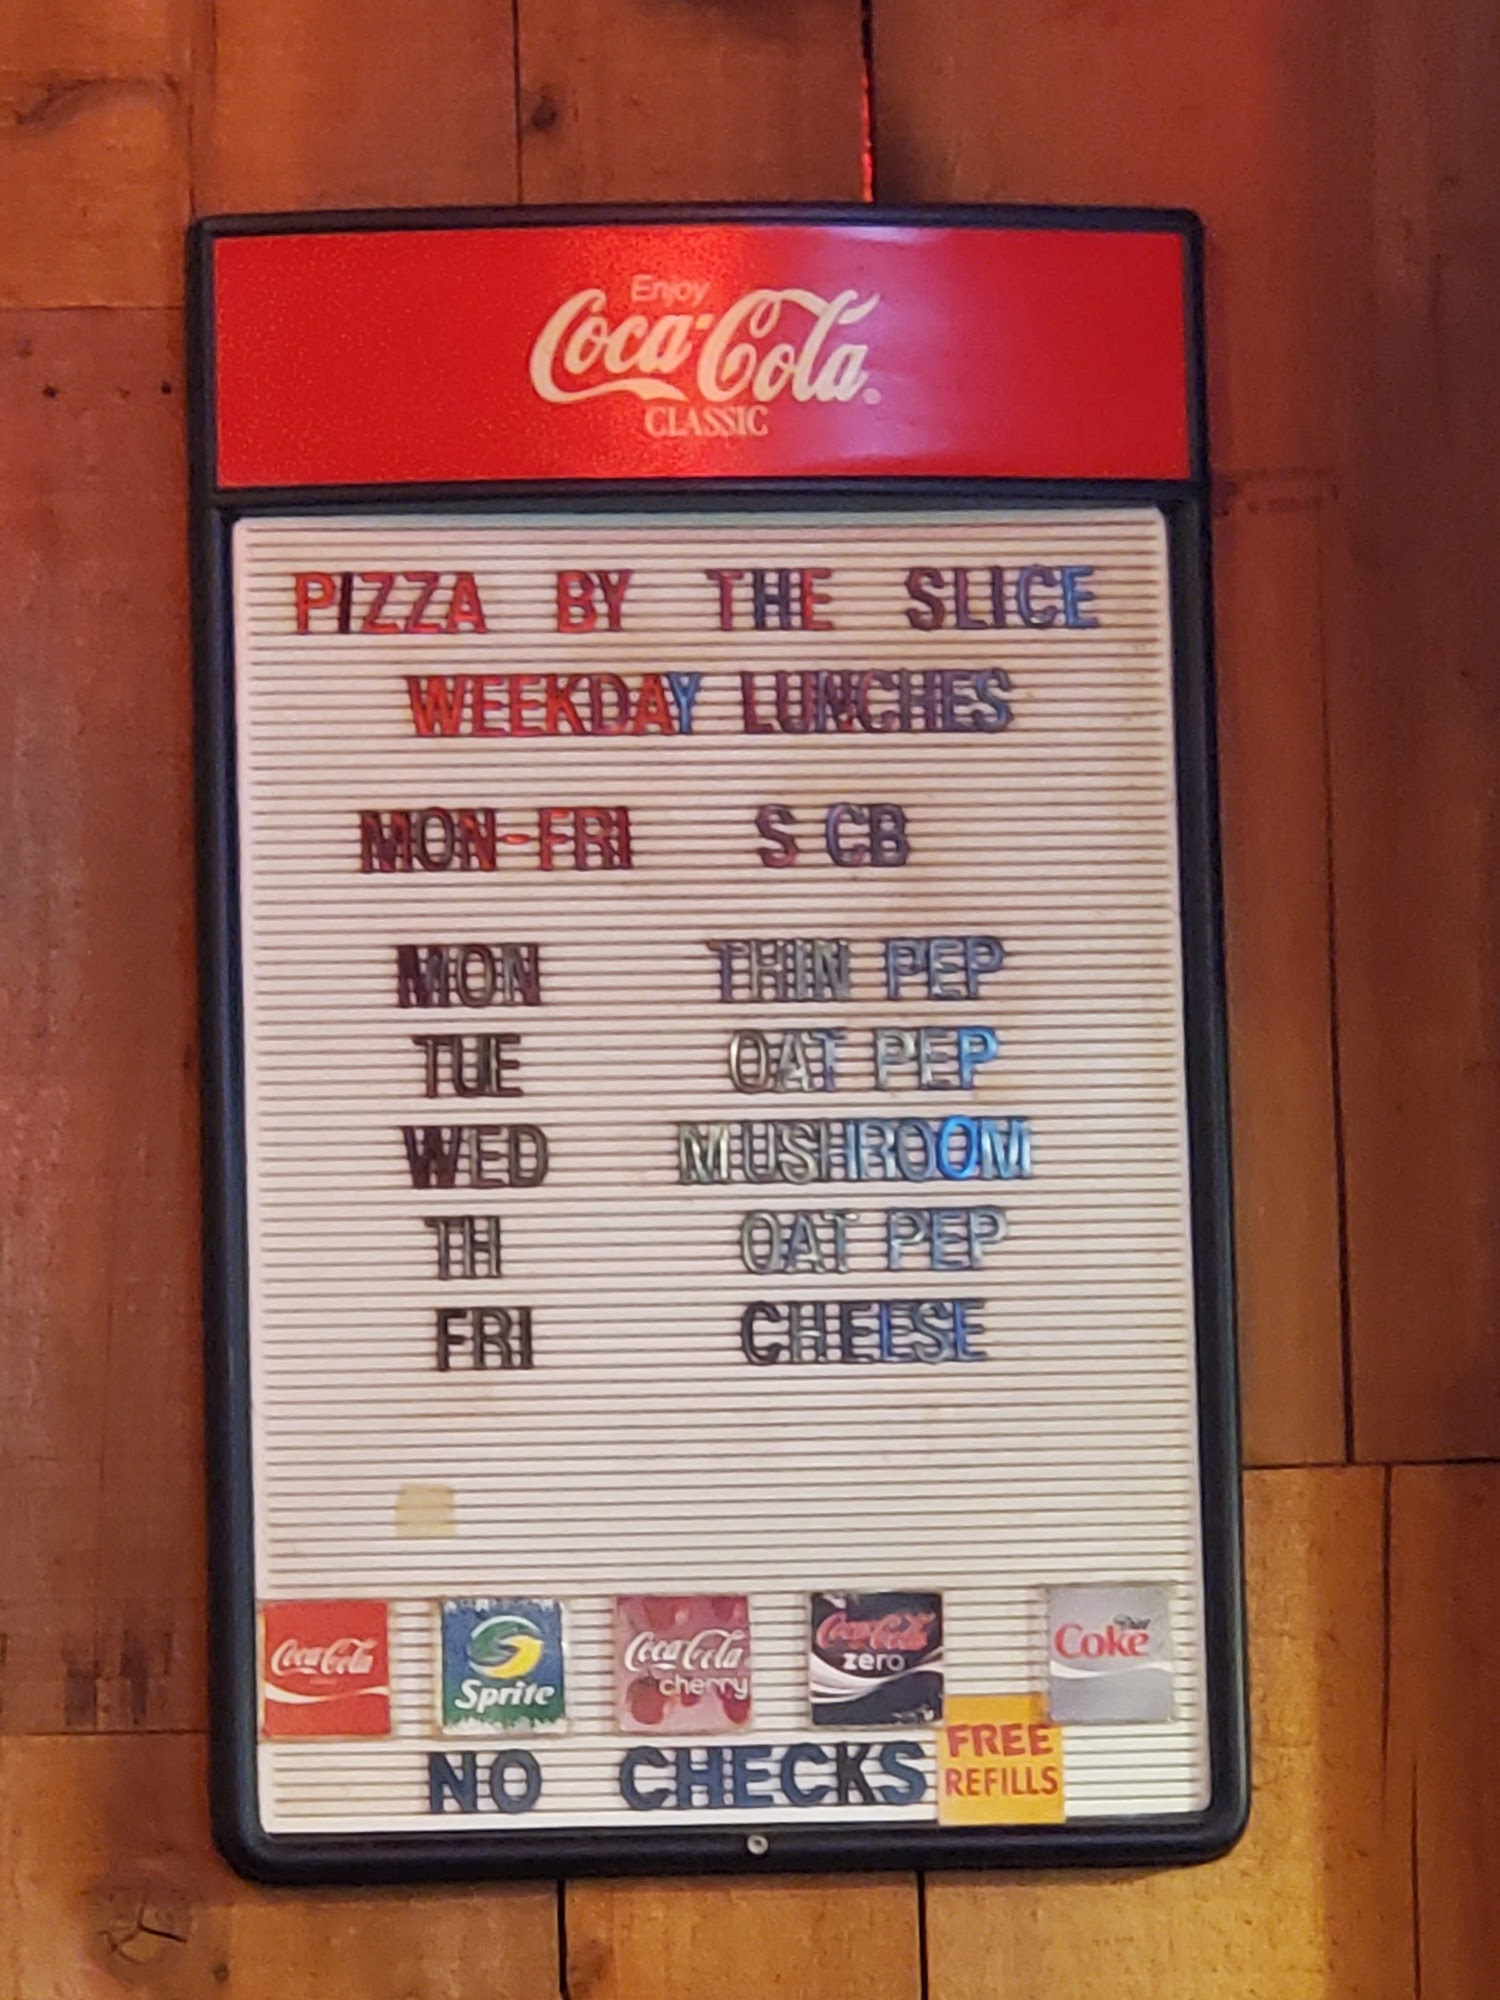 Enjoy
Coca-Cola
CLASSIC
PIZZA BY THE SLICE
WEEKDAY LUNCHES
MON-FRI S CB
MON THIN PEP
TUE OAT PEP
WED MUSHROOM
TH OAT PEP
FRI CHEESE
Coca-Cola
Sprite
Coca-Cola
cherry
Coca-Cola
zero
Diet
Coke
NO CHECKS
FREE
REFILLS